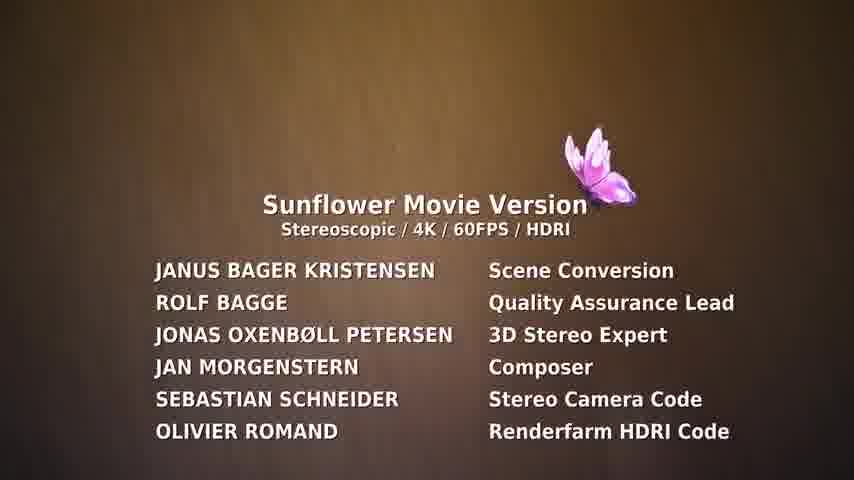 Sunflower Movie Version
Stereoscopic / 4K / 60FPS / HDRI
JANUS BAGER KRISTENSEN Scene Conversion
ROLF BAGGE Quality Assurance Lead
JONAS OXENBØLL PETERSEN 3D Stereo Expert
JAN MORGENSTERN Composer
SEBASTIAN SCHNEIDER Stereo Camera Code
OLIVIER ROMAND Renderfarm HDRI Code